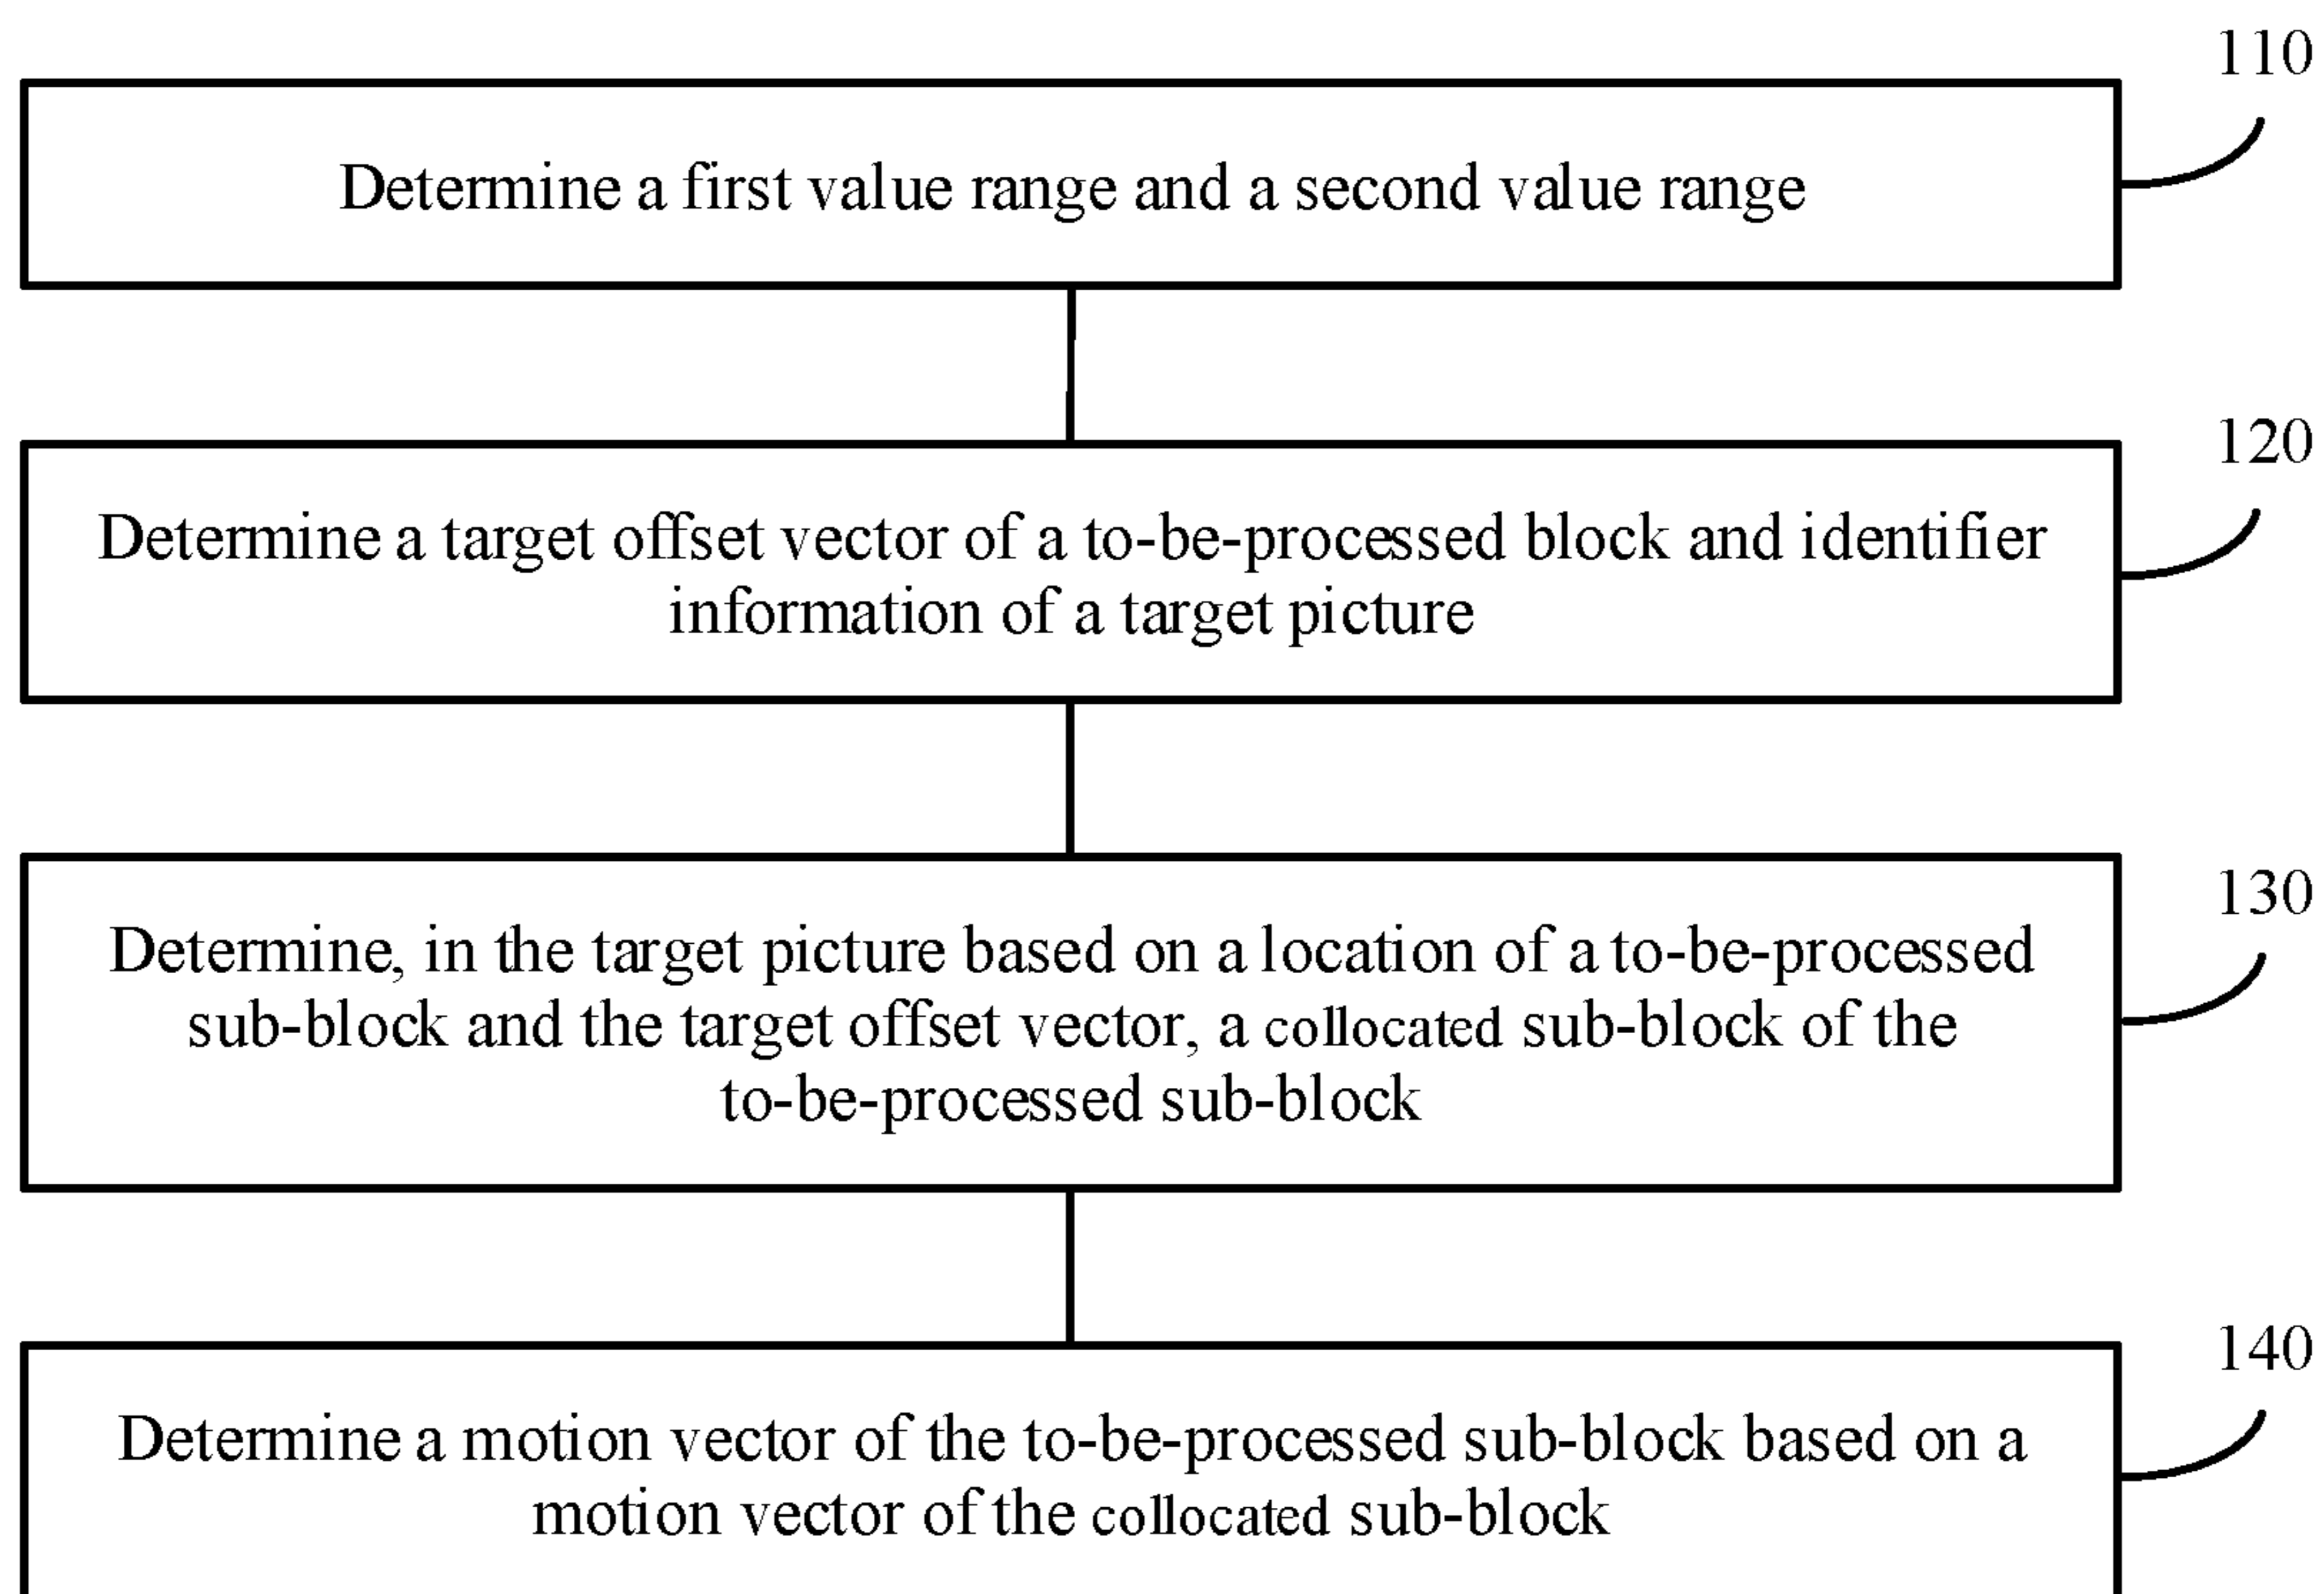 110
Determine a first value range and a second value range
120
Determine a target offset vector of a to-be-processed block and identifier
information of a target picture
130
Determine, in the target picture based on a location of a to-be-processed
sub-block and the target offset vector, a collocated sub-block of the
to-be-processed sub-block
140
Determine a motion vector of the to-be-processed sub-block based on a
motion vector of the collocated sub-block